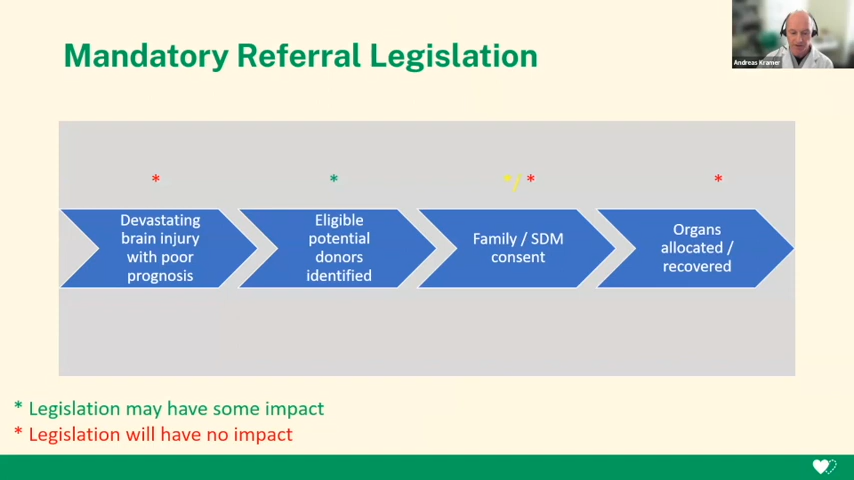 Mandatory Referral Legislation
Andreas Kramer
* * */ * *
Devastating
brain injury
with poor
prognosis
Eligible
potential
donors
identified
Family / SDM
consent
Organs
allocated /
recovered
* Legislation may have some impact
* Legislation will have no impact